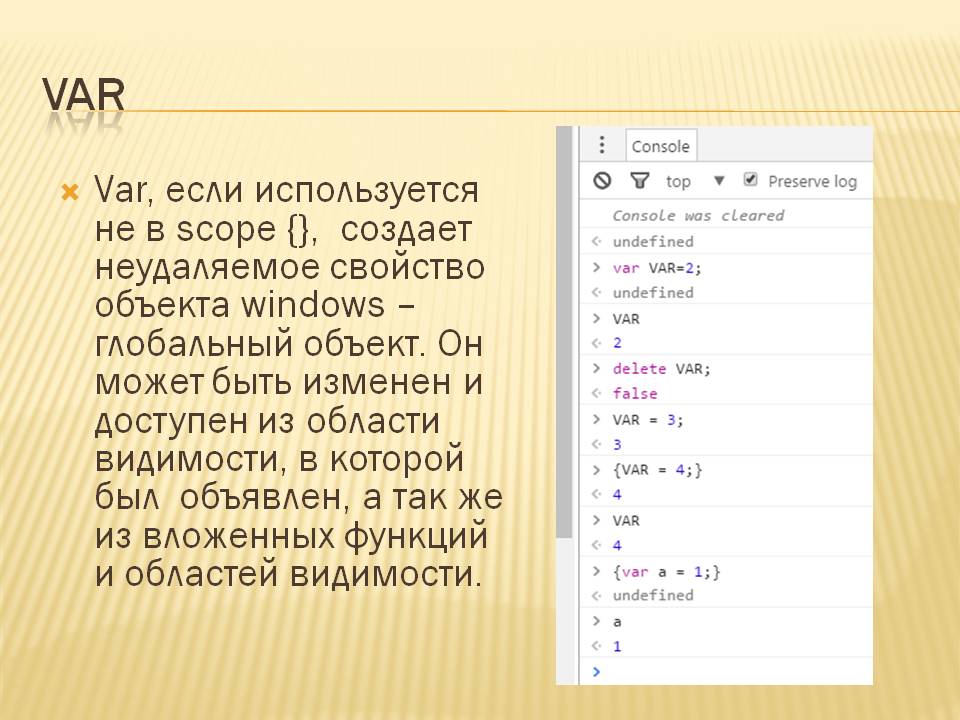 VAR
Var, если используется
не в scope {}, создает
неудаляемое свойство
объекта windows –
глобальный объект. Он
может быть изменен и
доступен из области
видимости, в которой
был объявлен, а так же
из вложенных функций
и областей видимости.
Console
top Preserve log
Console was cleared
undefined
var VAR=2;
undefined
VAR
2
delete VAR;
false
VAR = 3;
3
{VAR = 4;}
4
VAR
4
{var a = 1;}
undefined
a
1